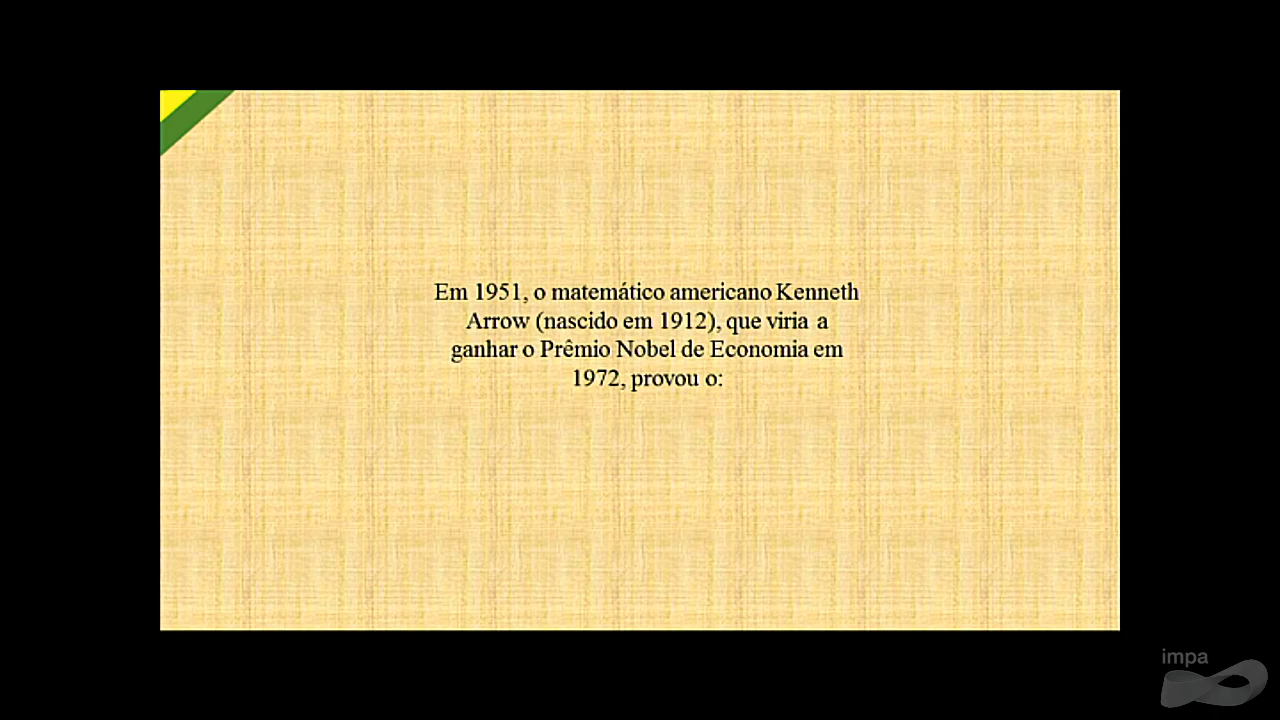 Em 1951, o matemático americano Kenneth
Arrow (nascido em 1912), que viria a
ganhar o Prêmio Nobel de Economia em
1972, provou o:
impa